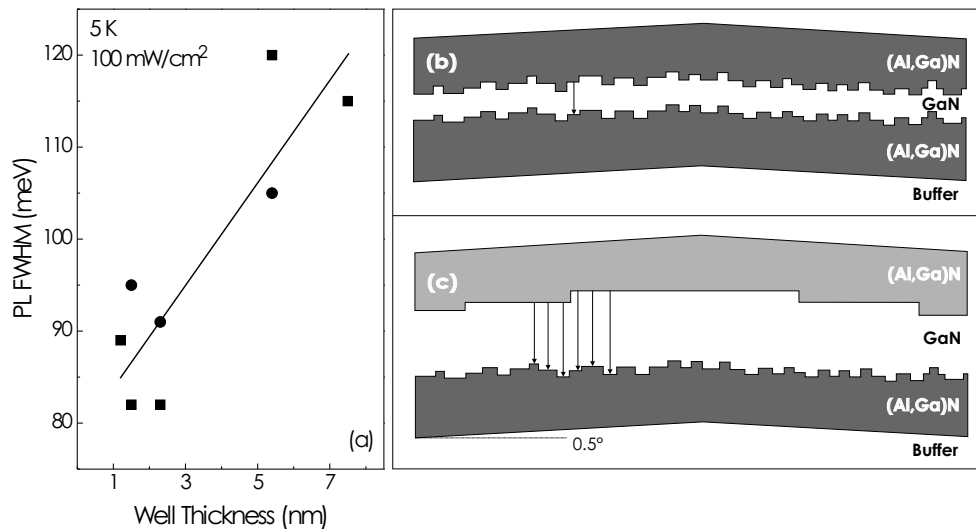 5 K
100 mW/cm²
120
110
100
90
80
PL FWHM (meV)
1 3 5 7
Well Thickness (nm)
(a)
(b)
(Al,Ga)N
GaN
(Al,Ga)N
Buffer
(c)
(Al,Ga)N
GaN
(Al,Ga)N
0.5°
Buffer